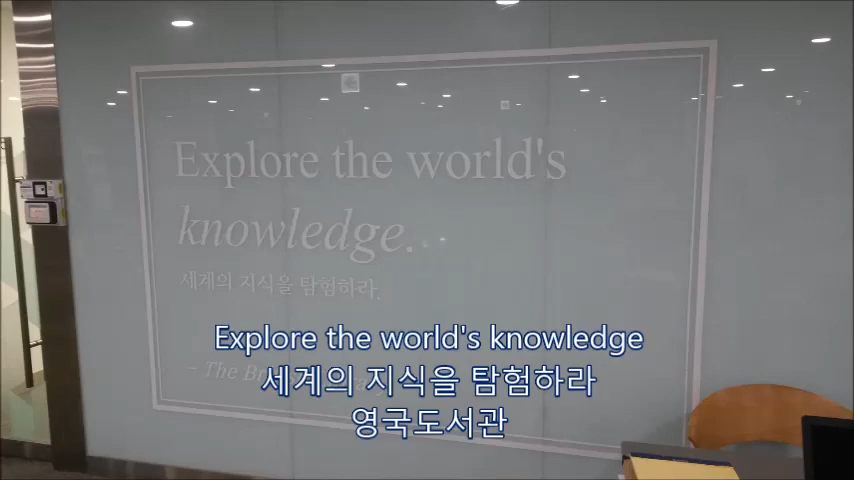 Explore the world's
knowledge...
세계의 지식을 탐험하라.
- The
Explore the world's knowledge
세계의 지식을 탐험하라
영국도서관